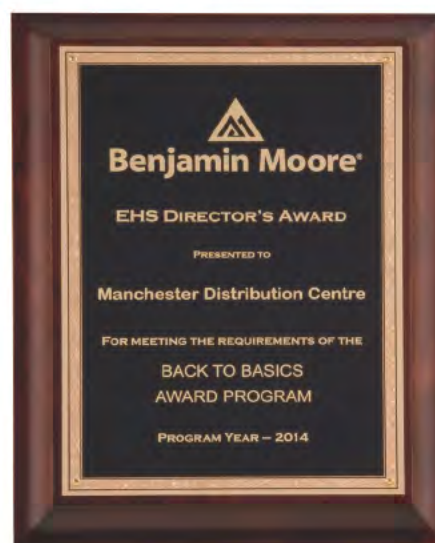 Benjamin Moore®
EHS DIRECTOR'S AWARD
PRESENTED TO
Manchester Distribution Centre
FOR MEETING THE REQUIREMENTS OF THE
BACK TO BASICS
AWARD PROGRAM
PROGRAM YEAR – 2014